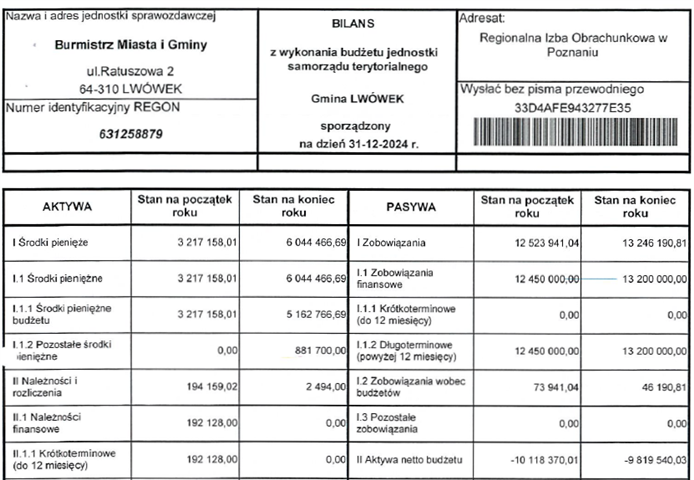 Nazwa i adres jednostki sprawozdawczej
Burmistrz Miasta i Gminy
ul.Ratuszowa 2
64-310 LWÓWEK
Numer identyfikacyjny REGON
631258879
BILANS
z wykonania budżetu jednostki
samorządu terytorialnego
Gmina LWÓWEK
sporządzony
na dzień 31-12-2024 r.
Adresat:
Regionalna Izba Obrachunkowa w
Poznaniu
Wysłać bez pisma przewodniego
33D4AFE943277E35
AKTYWA Stan na początek roku Stan na koniec roku PASYWA Stan na początek roku Stan na koniec roku
I Środki pienięże 3 217 158,01 6 044 466,69 I Zobowiązania 12 523 941,04 13 246 190,81
I.1 Środki pieniężne 3 217 158,01 6 044 466,69 I.1 Zobowiązania finansowe 12 450 000,00 13 200 000,00
I.1.1 Środki pieniężne budżetu 3 217 158,01 5 162 766,69 I.1.1 Krótkoterminowe (do 12 miesięcy) 0,00 0,00
I.1.2 Pozostałe środki pieniężne 0,00 881 700,00 I.1.2 Długoterminowe (powyżej 12 miesięcy) 12 450 000,00 13 200 000,00
II Należności i rozliczenia 194 159,02 2 494,00 I.2 Zobowiązania wobec budżetów 73 941,04 46 190,81
II.1 Należności finansowe 192 128,00 0,00 I.3 Pozostałe zobowiązania 0,00 0,00
II.1.1 Krótkoterminowe (do 12 miesięcy) 192 128,00 0,00 II Aktywa netto budżetu -10 118 370,01 -9 819 540,03